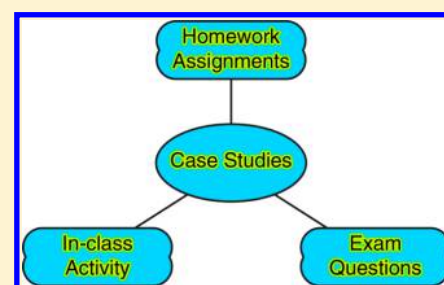 Homework
Assignments
Case Studies
In-class
Activity
Exam
Questions